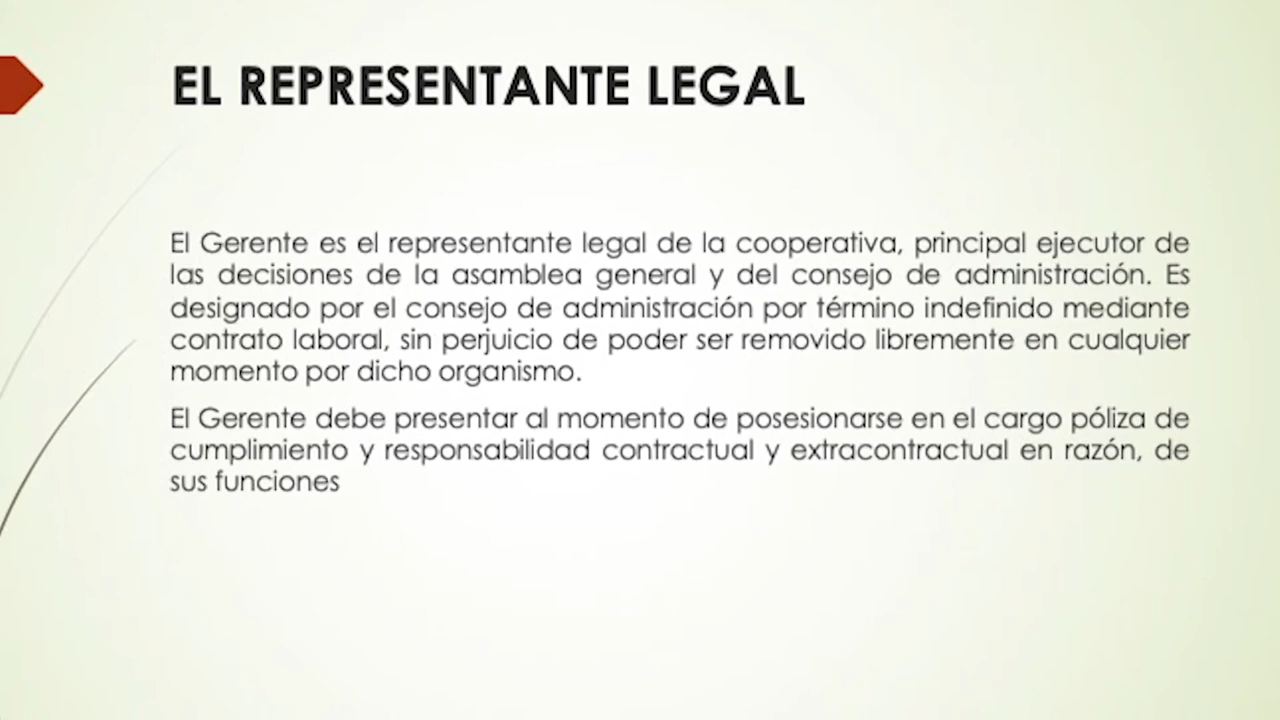 EL REPRESENTANTE LEGAL
El Gerente es el representante legal de la cooperativa, principal ejecutor de
las decisiones de la asamblea general y del consejo de administración. Es
designado por el consejo de administración por término indefinido mediante
contrato laboral, sin perjuicio de poder ser removido libremente en cualquier
momento por dicho organismo.
El Gerente debe presentar al momento de posesionarse en el cargo póliza de
cumplimiento y responsabilidad contractual y extracontractual en razón, de
sus funciones